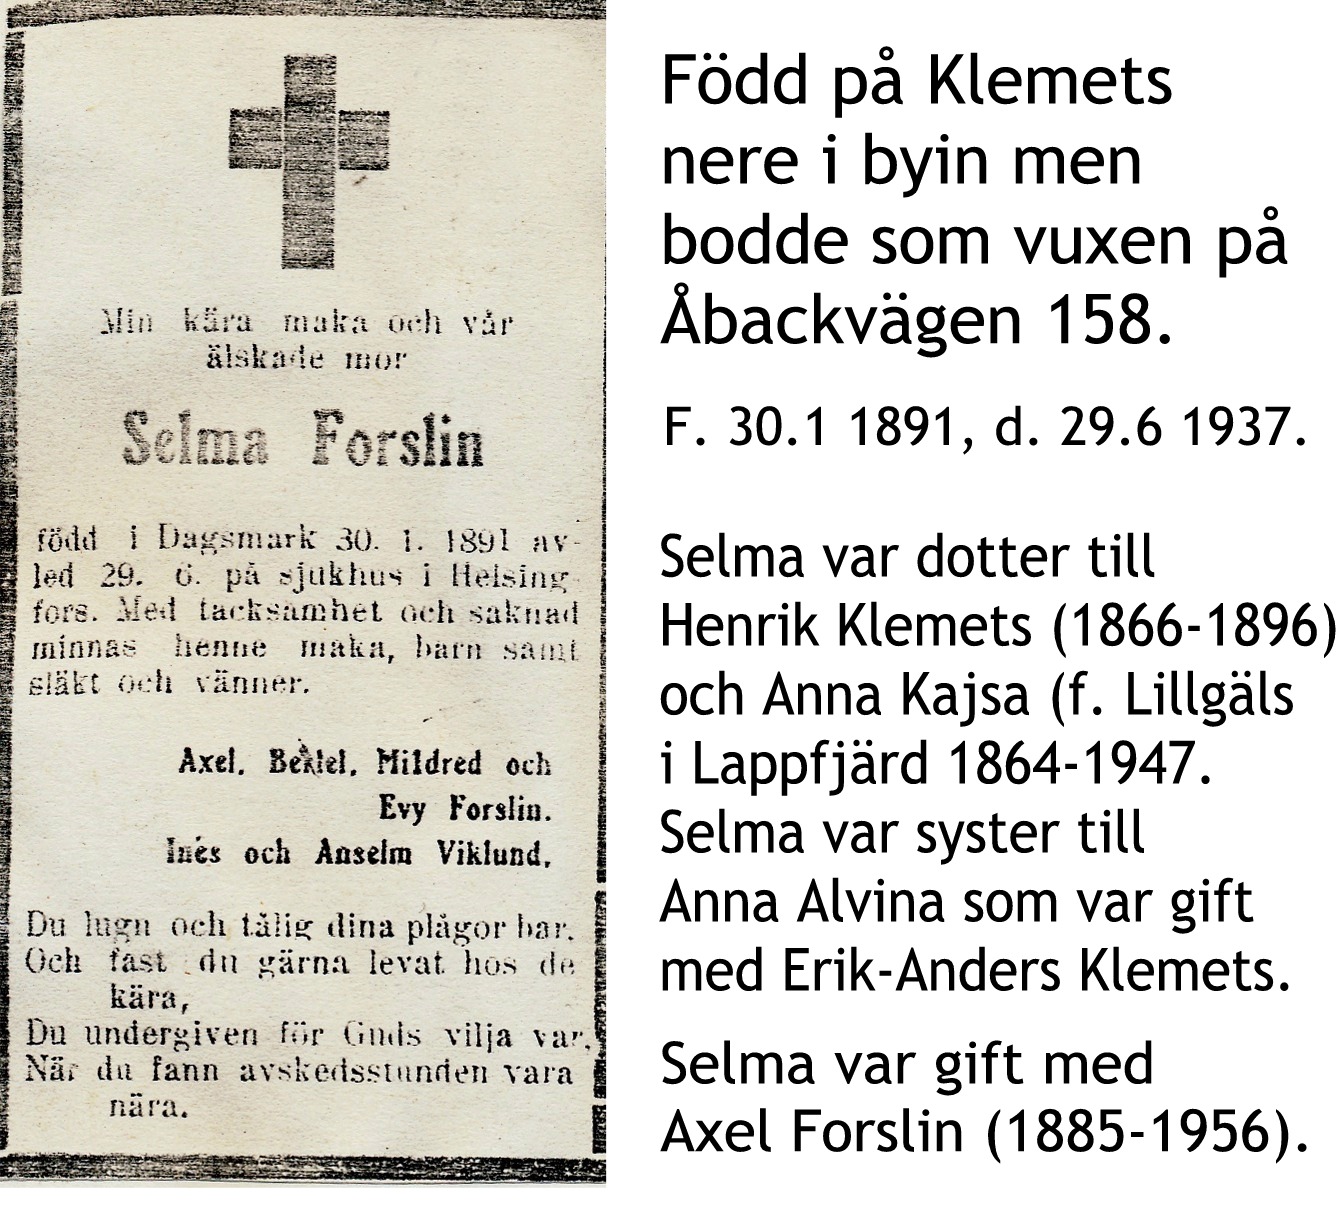 Min kära maka och vår
älskade mor
Selma Forslin
född i Dagsmark 30. 1. 1891 av-
led 29. 6. på sjukhus i Helsing-
fors. Med tacksamhet och saknad
minnas henne maka, barn samt
släkt och vänner.
Axel, Bertel, Mildred och
Evy Forslin.
Inés och Anselm Viklund.
Du lugn och tålig dina plågor bar.
Och fast du gärna levat hos de
kära,
Du undergiven för Guds vilja var,
När du fann avskedsstunden vara
nära.
Född på Klemets
nere i byin men
bodde som vuxen på
Åbackvägen 158.
F. 30.1 1891, d. 29.6 1937.
Selma var dotter till
Henrik Klemets (1866-1896)
och Anna Kajsa (f. Lillgäls
i Lappfjärd 1864-1947.
Selma var syster till
Anna Alvina som var gift
med Erik-Anders Klemets.
Selma var gift med
Axel Forslin (1885-1956).